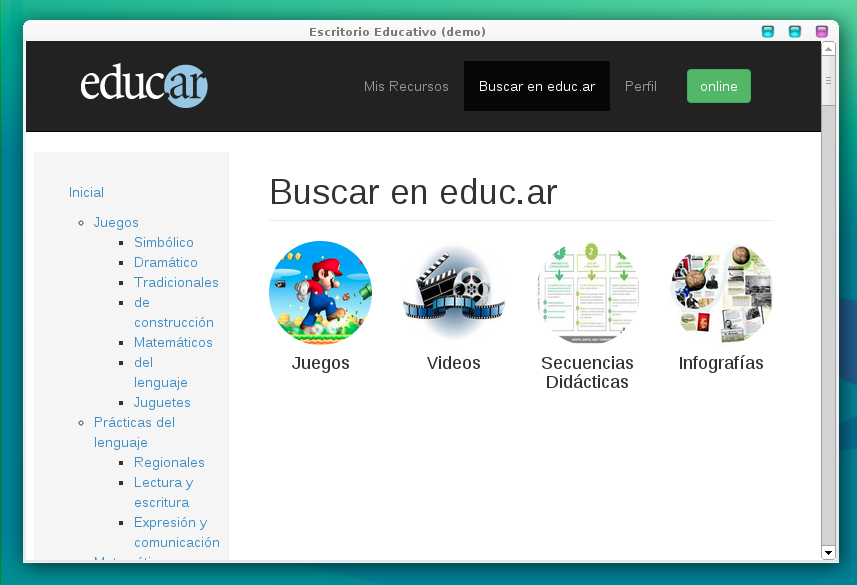 Escritorio Educativo (demo)
educar
Mis Recursos
Buscar en educ.ar
Perfil
online
Inicial
Juegos
Simbólico
Dramático
Tradicionales
de
construcción
Matemáticos
del
lenguaje
Juguetes
Prácticas del
lenguaje
Regionales
Lectura y
escritura
Expresión y
comunicación
Buscar en educ.ar
Juegos
Videos
Secuencias
Didácticas
Infografías